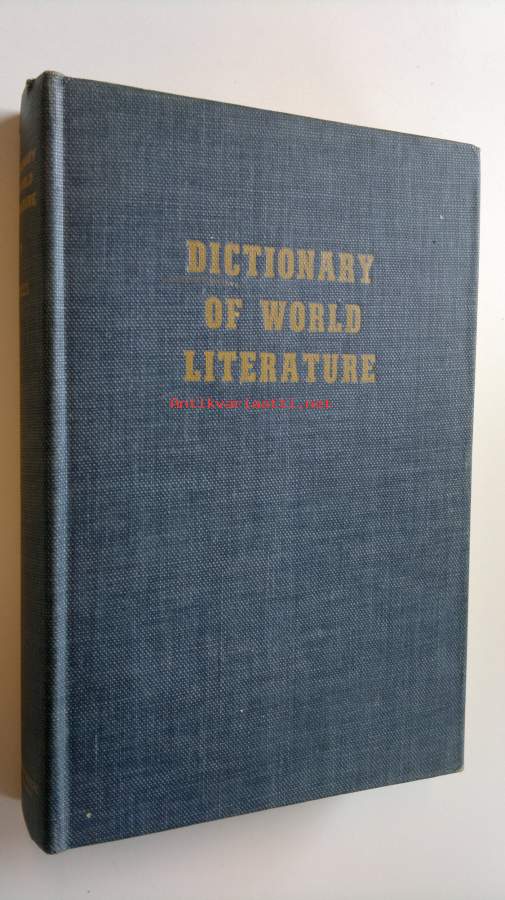 DICTIONARY
OF WORLD
LITERATURE
Antikvariaatti.net